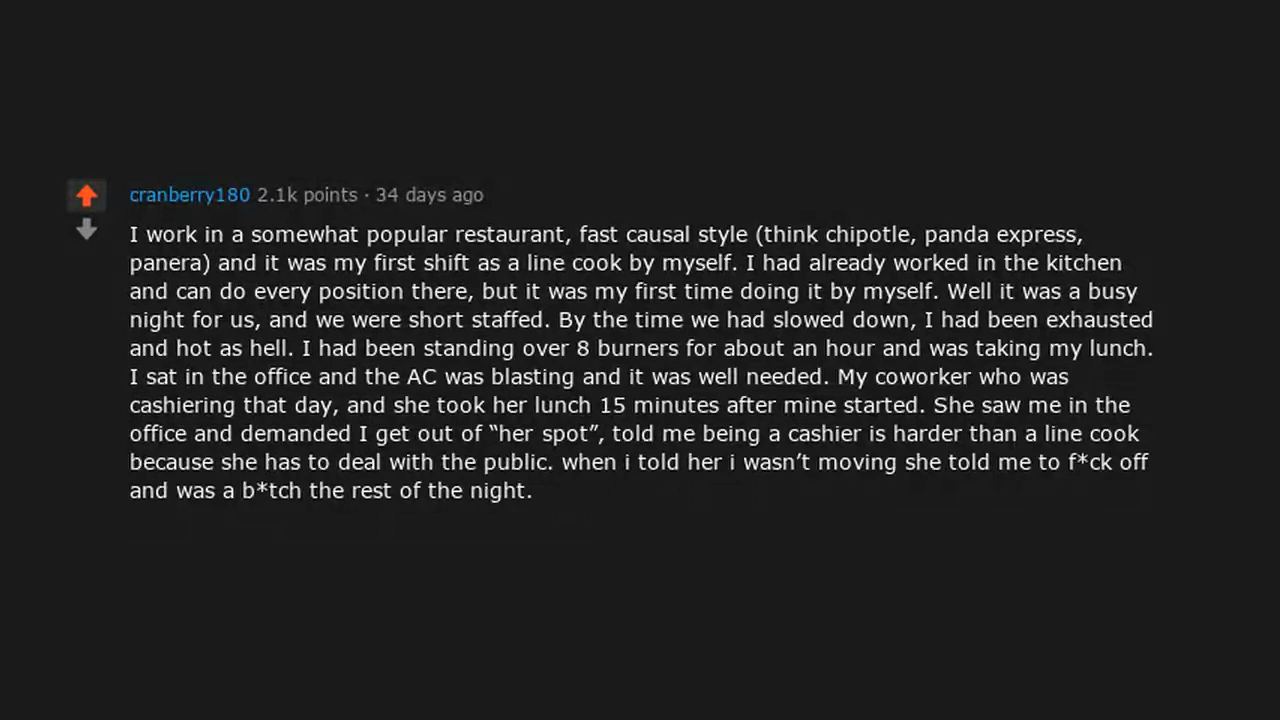 cranberry180 2.1k points · 34 days ago
I work in a somewhat popular restaurant, fast causal style (think chipotle, panda express,
panera) and it was my first shift as a line cook by myself. I had already worked in the kitchen
and can do every position there, but it was my first time doing it by myself. Well it was a busy
night for us, and we were short staffed. By the time we had slowed down, I had been exhausted
and hot as hell. I had been standing over 8 burners for about an hour and was taking my lunch.
I sat in the office and the AC was blasting and it was well needed. My coworker who was
cashiering that day, and she took her lunch 15 minutes after mine started. She saw me in the
office and demanded I get out of “her spot”, told me being a cashier is harder than a line cook
because she has to deal with the public. when i told her i wasn’t moving she told me to f*ck off
and was a b*tch the rest of the night.